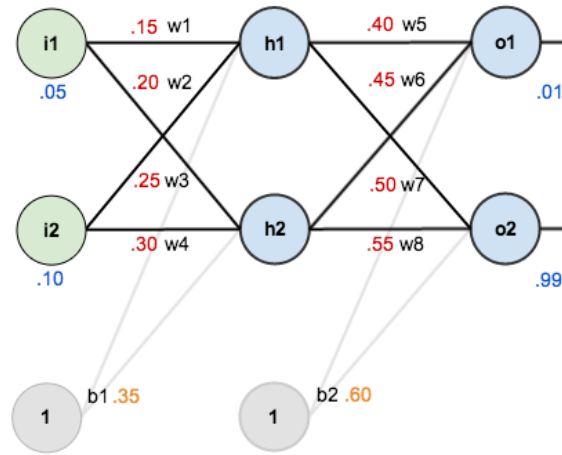 i1 .15 w1 h1 .40 w5 o1
.05 .20 w2 .45 w6 .01
.25 w3 .50 w7
i2 .30 w4 h2 .55 w8 o2
.10 .99
b1 .35 b2 .60
1 1